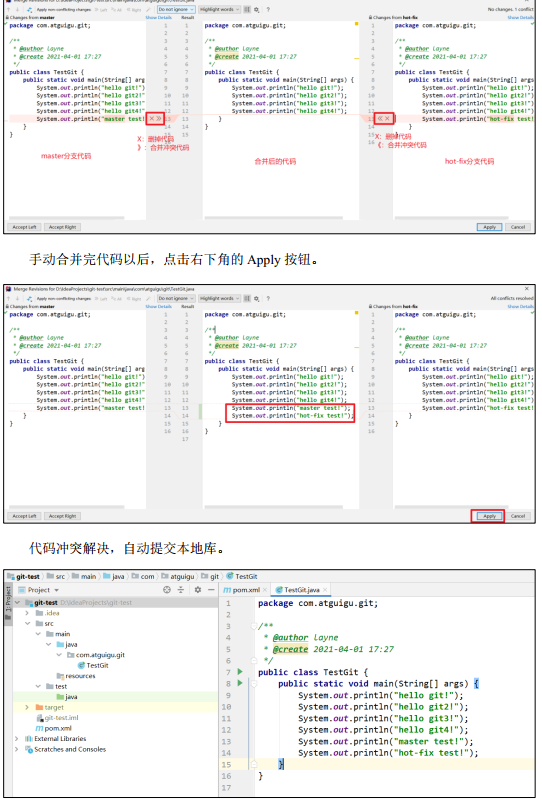 Merge Revisions for D:\IdeaProjects\git-test\src\main\java\com\atguigu\git\TestGit.java
Apply non-conflicting changes: Left All Right Do not ignore Highlight words No changes. 1 conflict
Changes from master Show Details Result Changes from hot-fix Show Details
package com.atguigu.git;
/**
* @author Layne
* @create 2021-04-01 17:27
*/
public class TestGit {
public static void main(String[] arg
System.out.println("hello git!")
System.out.println("hello git2!"
System.out.println("hello git3!"
System.out.println("hello git4!"
System.out.println("master test!
}
}
X：删掉代码
》：合并冲突代码
master分支代码
package com.atguigu.git;
/**
* @author Layne
* @create 2021-04-01 17:27
*/
public class TestGit {
public static void main(String[] args) {
System.out.println("hello git!");
System.out.println("hello git2!");
System.out.println("hello git3!");
System.out.println("hello git4!");
}
}
合并后的代码
package com.atguigu.git;
/**
* @author Layne
* @create 2021-04-01 17:27
*/
public class TestGit {
public static void main(String[] args
System.out.println("hello git!");
System.out.println("hello git2!")
System.out.println("hello git3!")
System.out.println("hello git4!")
System.out.println("hot-fix test!
}
}
X：删掉代码
《：合并冲突代码
hot-fix分支代码
Accept Left Accept Right Apply Cancel
手动合并完代码以后，点击右下角的 Apply 按钮。
Merge Revisions for D:\IdeaProjects\git-test\src\main\java\com\atguigu\git\TestGit.java
Apply non-conflicting changes: Left All Right Do not ignore Highlight words All conflicts resolved
Changes from master Show Details Result Changes from hot-fix Show Details
package com.atguigu.git;
/**
* @author Layne
* @create 2021-04-01 17:27
*/
public class TestGit {
public static void main(String[] arg
System.out.println("hello git!")
System.out.println("hello git2!"
System.out.println("hello git3!"
System.out.println("hello git4!"
System.out.println("master test!
}
}
package com.atguigu.git;
/**
* @author Layne
* @create 2021-04-01 17:27
*/
public class TestGit {
public static void main(String[] args) {
System.out.println("hello git!");
System.out.println("hello git2!");
System.out.println("hello git3!");
System.out.println("hello git4!");
System.out.println("master test!");
System.out.println("hot-fix test!");
}
}
package com.atguigu.git;
/**
* @author Layne
* @create 2021-04-01 17:27
*/
public class TestGit {
public static void main(String[] args
System.out.println("hello git!");
System.out.println("hello git2!")
System.out.println("hello git3!")
System.out.println("hello git4!")
System.out.println("hot-fix test!
}
}
Accept Left Accept Right Apply Cancel
代码冲突解决，自动提交本地库。
git-test src main java com atguigu git TestGit
1: Project
Project
git-test D:\IdeaProjects\git-test
.idea
src
main
java
com.atguigu.git
TestGit
resources
test
java
target
git-test.iml
pom.xml
External Libraries
Scratches and Consoles
pom.xml TestGit.java
1 package com.atguigu.git;
2
3 /**
4 * @author layne
5 * @create 2021-04-01 17:27
6 */
7 public class TestGit {
8 public static void main(String[] args) {
9 System.out.println("hello git!");
10 System.out.println("hello git2!");
11 System.out.println("hello git3!");
12 System.out.println("hello git4!");
13 System.out.println("master test!");
14 System.out.println("hot-fix test!");
15 }
16 }
17